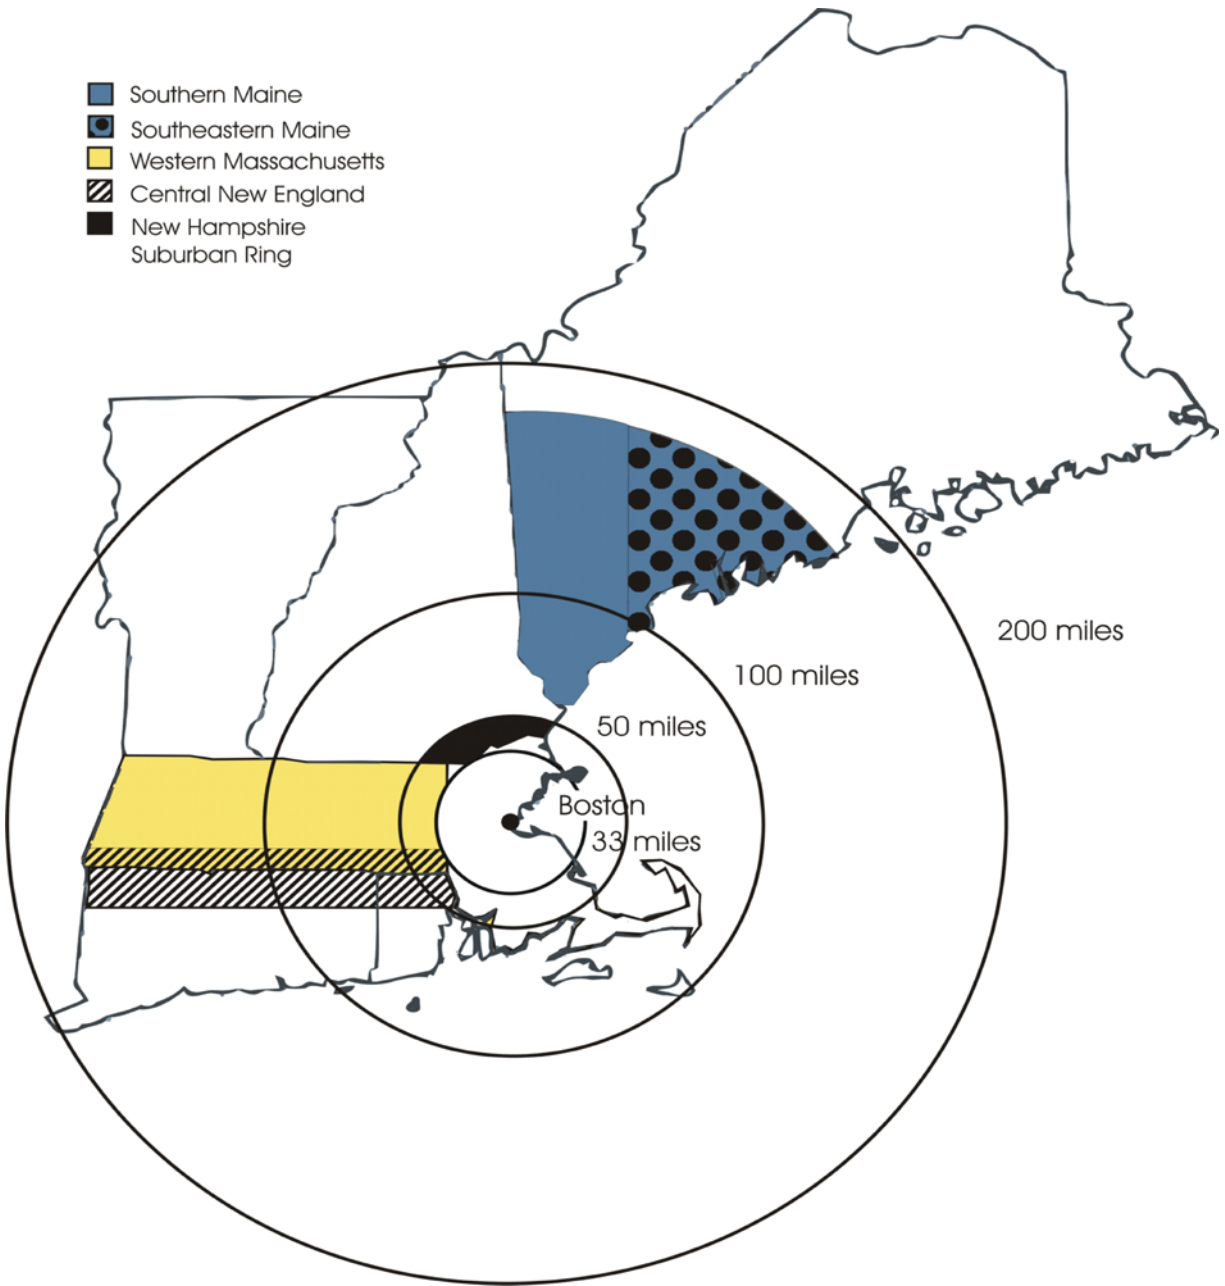 Southern Maine
Southeastern Maine
Western Massachusetts
Central New England
New Hampshire
Suburban Ring
200 miles
100 miles
50 miles
Boston
33 miles